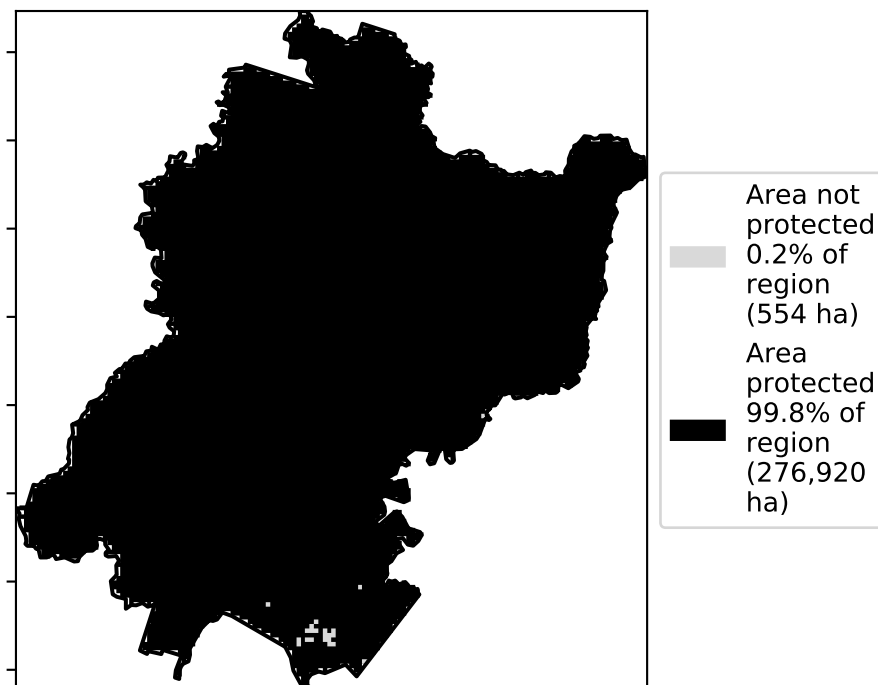 Area not
protected
0.2% of
region
(554 ha)
Area
protected
99.8% of
region
(276,920
ha)